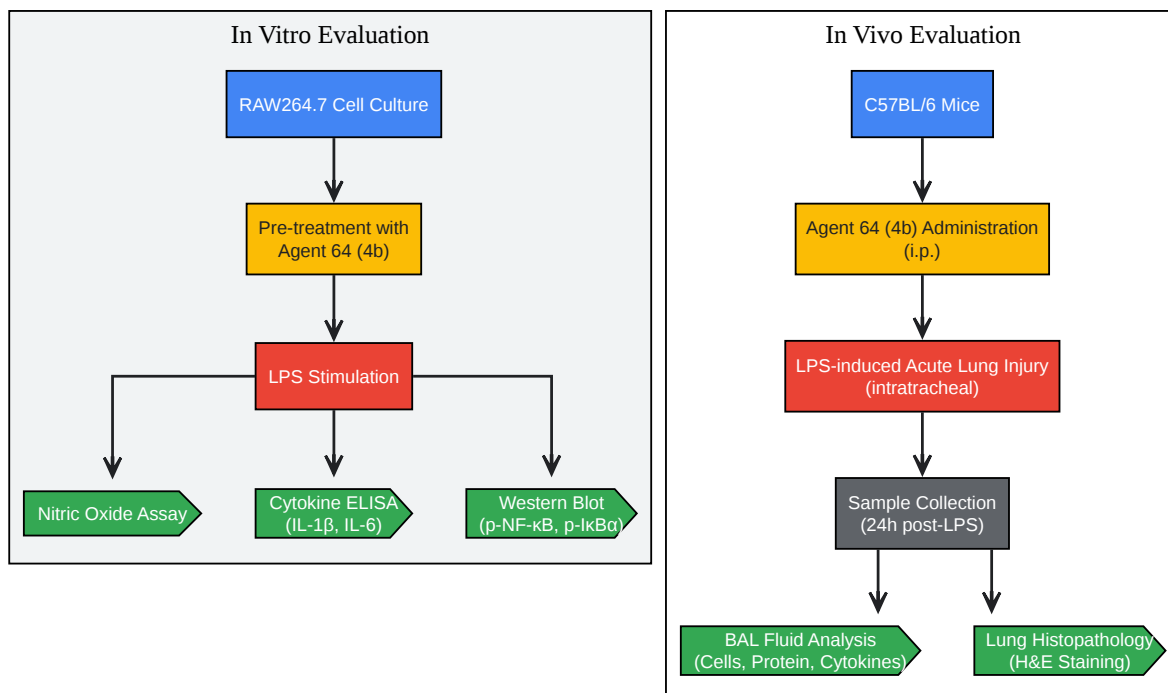 In Vitro Evaluation
RAW264.7 Cell Culture
Pre-treatment with
Agent 64 (4b)
LPS Stimulation
Nitric Oxide Assay
Cytokine ELISA
(IL-1β, IL-6)
Western Blot
(p-NF-κB, p-IκBα)
In Vivo Evaluation
C57BL/6 Mice
Agent 64 (4b) Administration
(i.p.)
LPS-induced Acute Lung Injury
(intratracheal)
Sample Collection
(24h post-LPS)
BAL Fluid Analysis
(Cells, Protein, Cytokines)
Lung Histopathology
(H&E Staining)